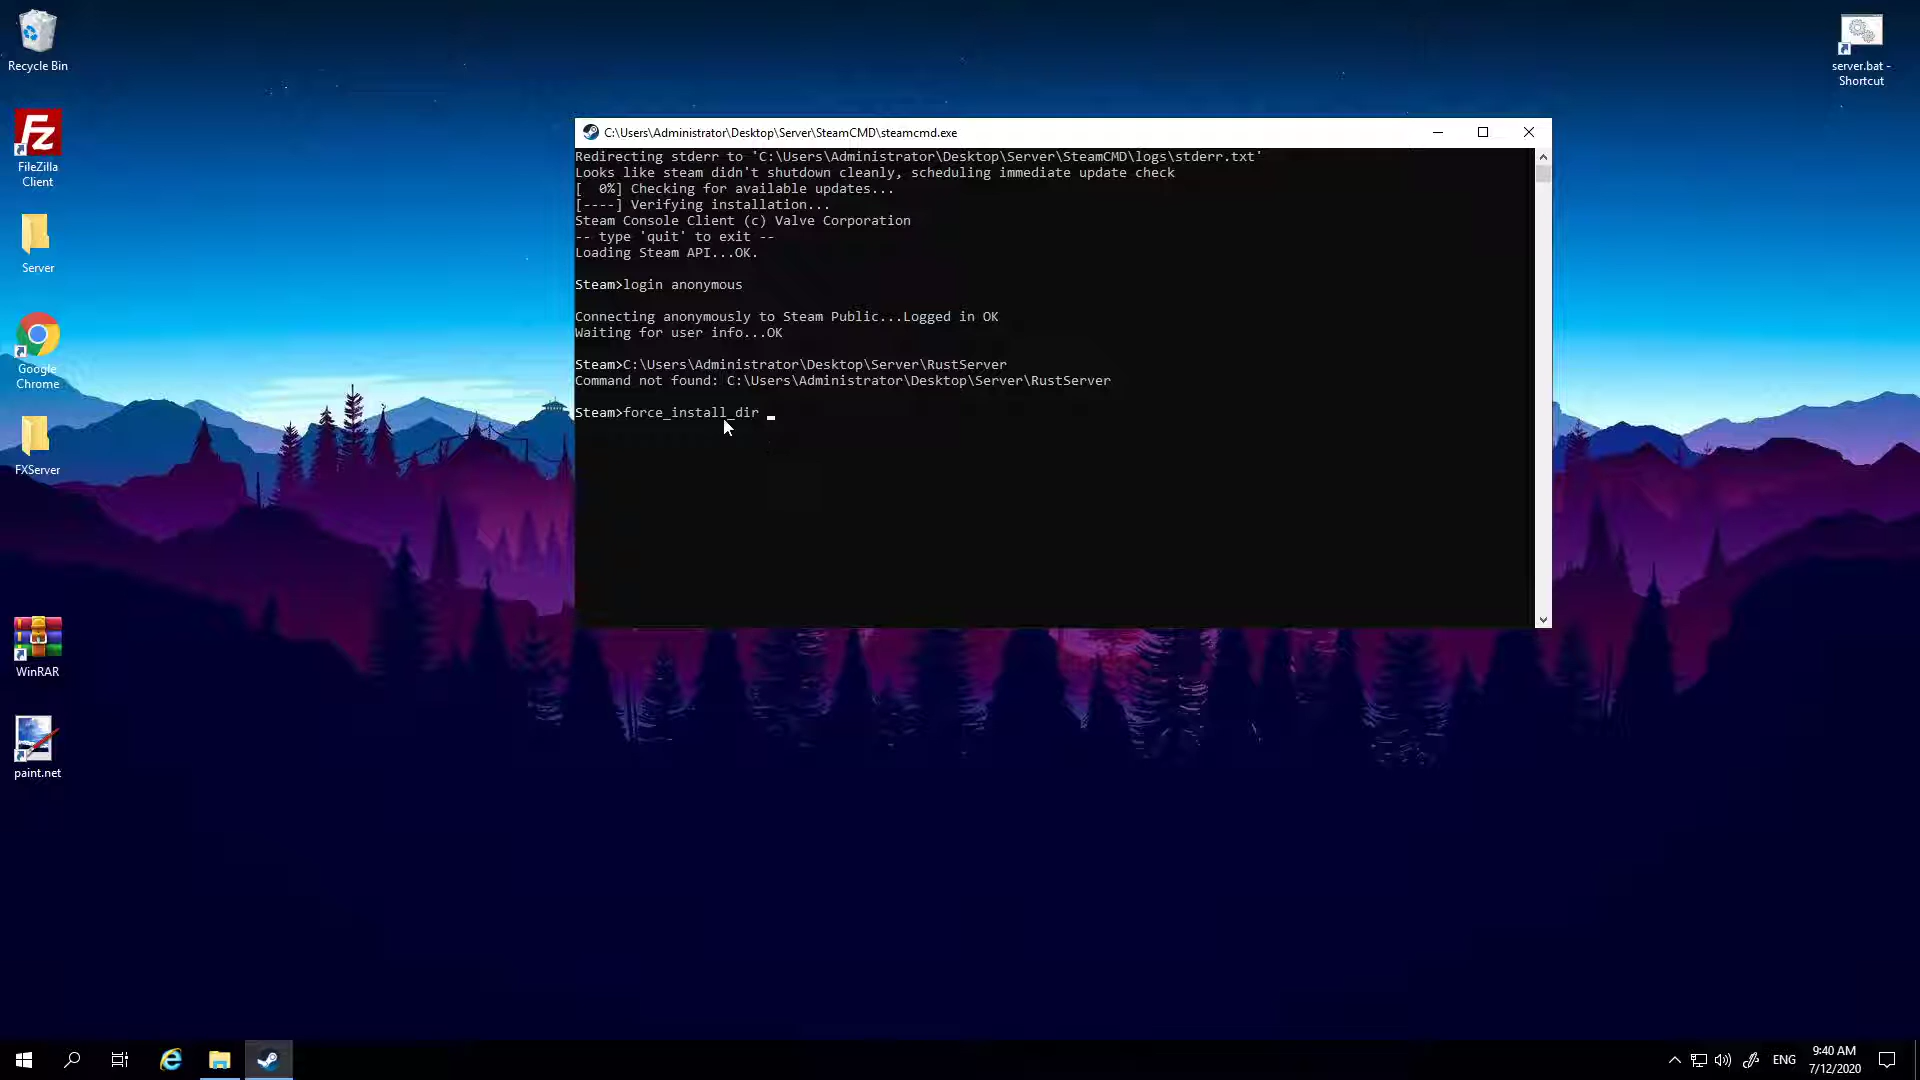 Recycle Bin
FileZilla
Client
Server
Google
Chrome
FXServer
WinRAR
paint.net
server.bat -
Shortcut
C:\Users\Administrator\Desktop\Server\SteamCMD\steamcmd.exe
Redirecting stderr to 'C:\Users\Administrator\Desktop\Server\SteamCMD\logs\stderr.txt'
Looks like steam didn't shutdown cleanly, scheduling immediate update check
[  0%] Checking for available updates...
[----] Verifying installation...
Steam Console Client (c) Valve Corporation
-- type 'quit' to exit --
Loading Steam API...OK.
Steam>login anonymous
Connecting anonymously to Steam Public...Logged in OK
Waiting for user info...OK
Steam>C:\Users\Administrator\Desktop\Server\RustServer
Command not found: C:\Users\Administrator\Desktop\Server\RustServer
Steam>force_install_dir
ENG
9:40 AM
7/12/2020